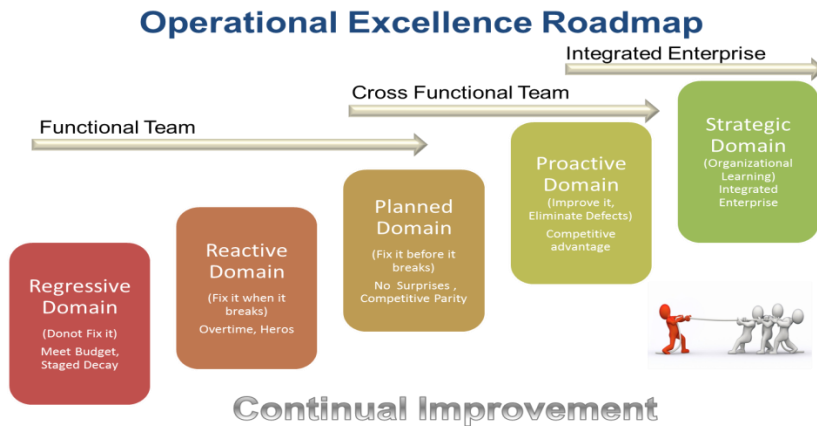 Operational Excellence Roadmap
Integrated Enterprise
Cross Functional Team
Functional Team
Regressive
Domain
(Donot Fix it)
Meet Budget,
Staged Decay
Reactive
Domain
(Fix it when it
breaks)
Overtime, Heros
Planned
Domain
(Fix it before it
breaks)
No Surprises ,
Competitive Parity
Proactive
Domain
(Improve it,
Eliminate Defects)
Competitive
advantage
Strategic
Domain
(Organizational
Learning)
Integrated
Enterprise
Continual Improvement